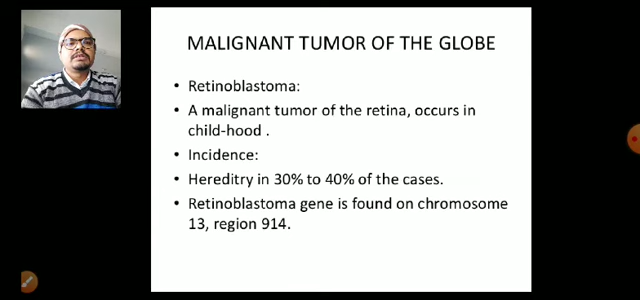 MALIGNANT TUMOR OF THE GLOBE
• Retinoblastoma:
• A malignant tumor of the retina, occurs in
child-hood .
• Incidence:
• Hereditry in 30% to 40% of the cases.
• Retinoblastoma gene is found on chromosome
13, region 914.